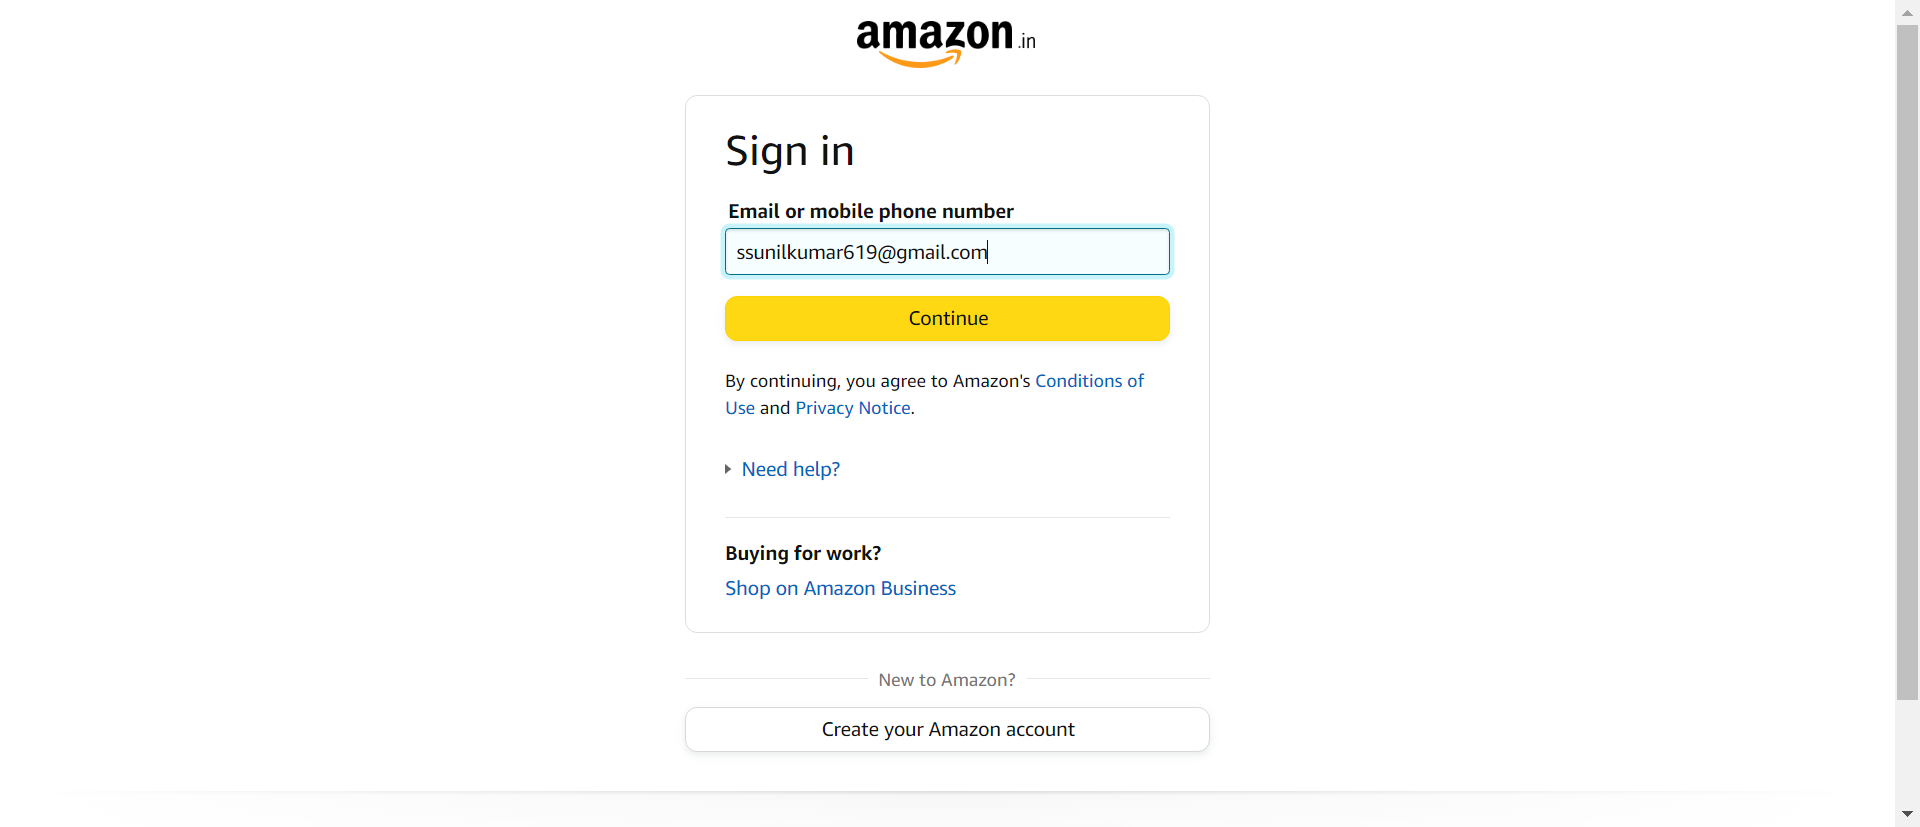 amazon.in
Sign in
Email or mobile phone number
ssunilkumar619@gmail.com
Continue
By continuing, you agree to Amazon's Conditions of
Use and Privacy Notice.
Need help?
Buying for work?
Shop on Amazon Business
New to Amazon?
Create your Amazon account